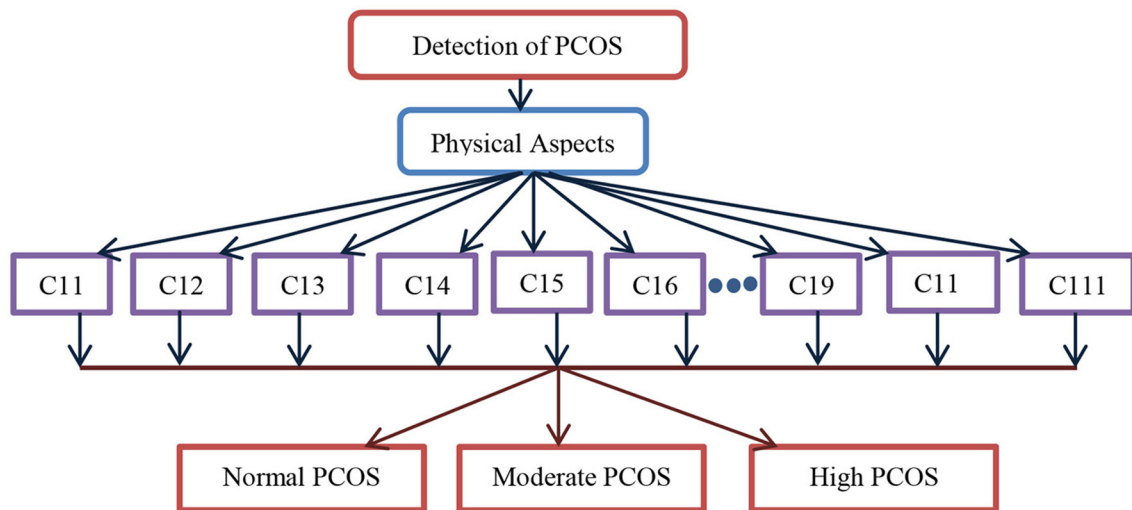 Detection of PCOS
Physical Aspects
C11 C12 C13 C14 C15 C16 C19 C11 C111
Normal PCOS Moderate PCOS High PCOS